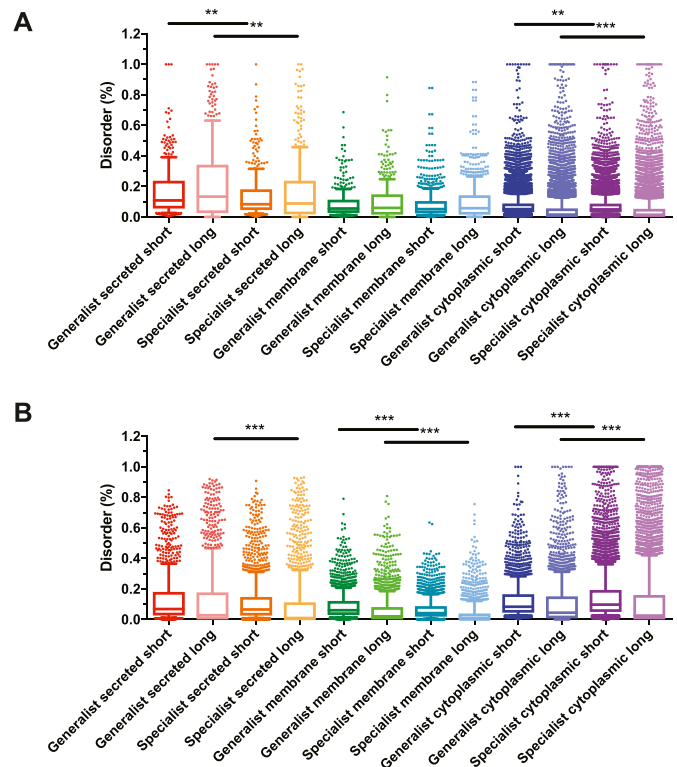 A
** ** ** ***
Disorder (%)
1.2
1.0
0.8
0.6
0.4
0.2
0.0
Generalist secreted short
Generalist secreted long
Specialist secreted short
Specialist secreted long
Generalist membrane short
Generalist membrane long
Specialist membrane short
Specialist membrane long
Generalist cytoplasmic short
Generalist cytoplasmic long
Specialist cytoplasmic short
Specialist cytoplasmic long
B
*** *** *** *** ***
Disorder (%)
1.2
1.0
0.8
0.6
0.4
0.2
0.0
Generalist secreted short
Generalist secreted long
Specialist secreted short
Specialist secreted long
Generalist membrane short
Generalist membrane long
Specialist membrane short
Specialist membrane long
Generalist cytoplasmic short
Generalist cytoplasmic long
Specialist cytoplasmic short
Specialist cytoplasmic long